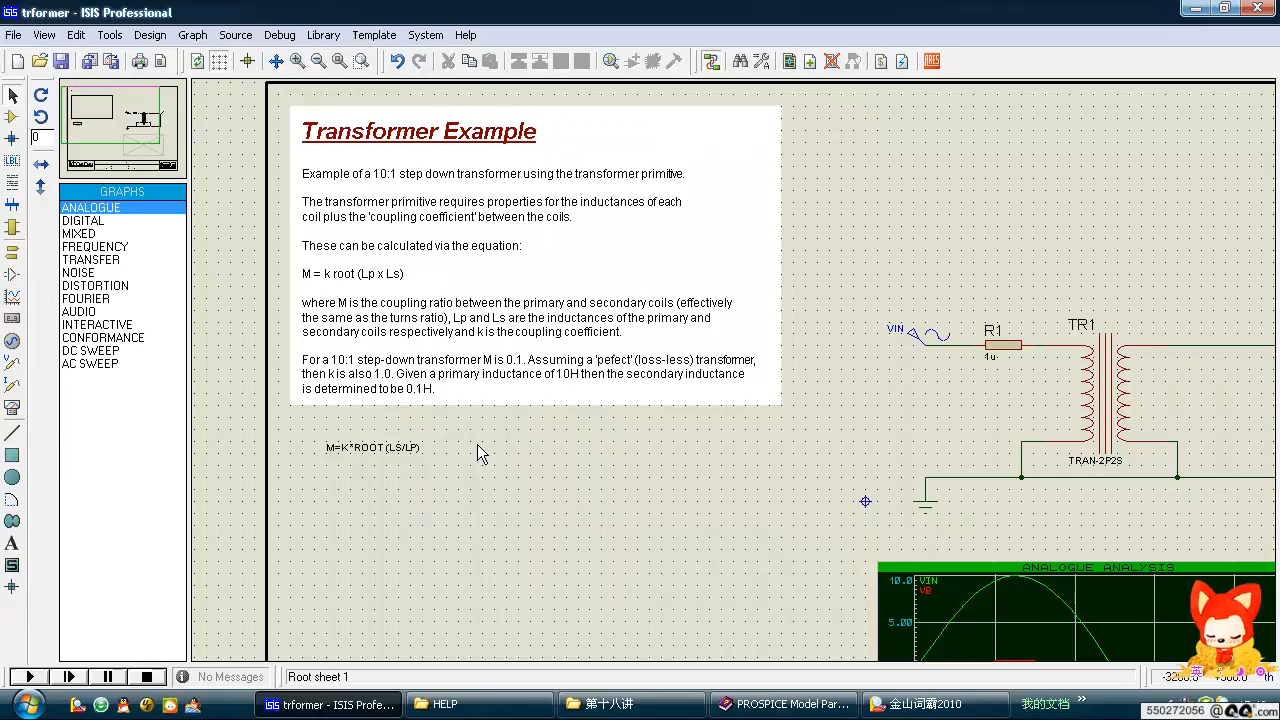 trformer - ISIS Professional
File View Edit Tools Design Graph Source Debug Library Template System Help
LBL
0
GRAPHS
ANALOGUE
DIGITAL
MIXED
FREQUENCY
TRANSFER
NOISE
DISTORTION
FOURIER
AUDIO
INTERACTIVE
CONFORMANCE
DC SWEEP
AC SWEEP
Transformer Example
Example of a 10:1 step down transformer using the transformer primitive.
The transformer primitive requires properties for the inductances of each
coil plus the 'coupling coefficient' between the coils.
These can be calculated via the equation:
M = k root (Lp x Ls)
where M is the coupling ratio between the primary and secondary coils (effectively
the same as the turns ratio), Lp and Ls are the inductances of the primary and
secondary coils respectively and k is the coupling coefficient.
For a 10:1 step-down transformer M is 0.1. Assuming a 'pefect' (loss-less) transformer,
then k is also 1.0. Given a primary inductance of 10H then the secondary inductance
is determined to be 0.1H.
M=K*ROOT(LS/LP)
VIN
R1
1u
TR1
TRAN-2P2S
ANALOGUE ANALYSIS
10.0
VIN
VB
5.00
英
No Messages
Root sheet 1
th
trformer - ISIS Profe...
HELP
第十八讲
PROSPICE Model Par...
金山词霸2010
我的文档
550272056@QQ.com